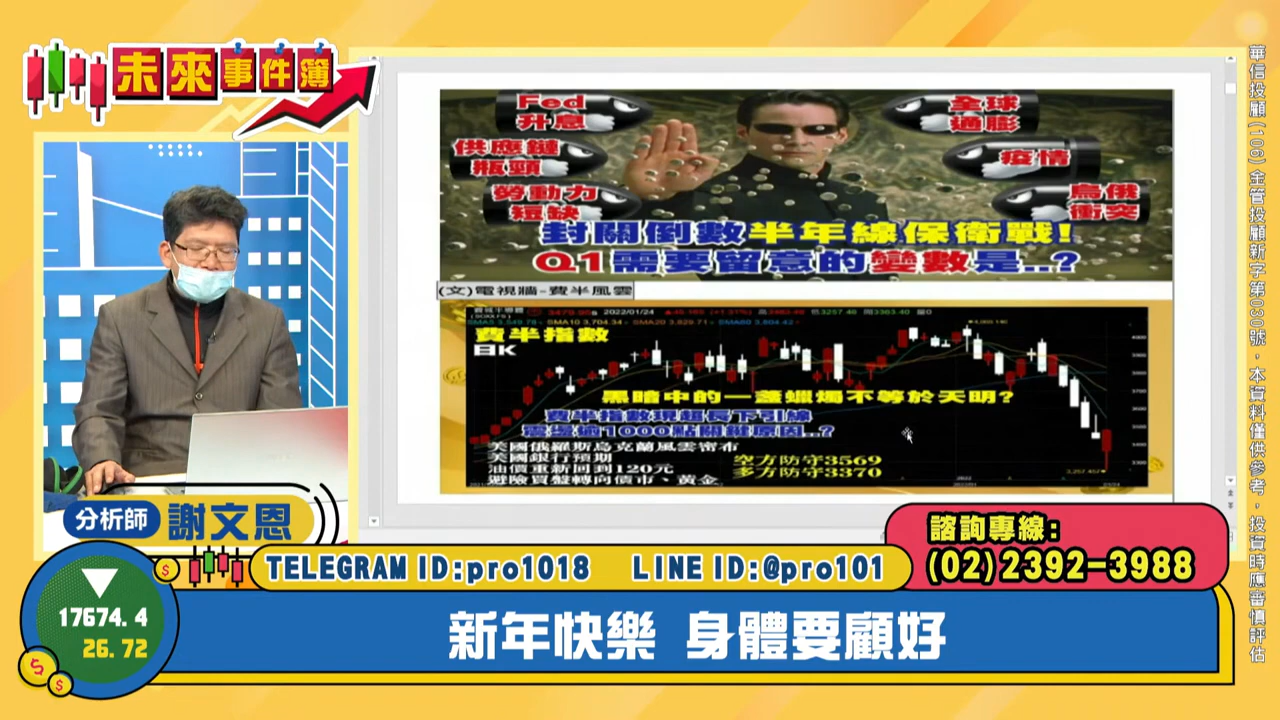 未來事件簿
Fed
升息
供應鏈
瓶頸
勞動力
短缺
全球
通膨
疫情
烏俄
衝突
封關倒數半年線保衛戰!
Q1需要留意的變數是..?
(文)電視牆-費半風雲
2022/01/24
費半指數
日K
黑暗中的一盞蠟燭不等於天明?
費半指數現超長下引線
震盪逾1000點關鍵原因..?
美國俄羅斯烏克蘭風雲密布
美國銀行預期
油價重新回到120元
避險買盤轉向債市、黃金
空方防守3569
多方防守3370
分析師 謝文恩
TELEGRAM ID:pro1018 LINE ID:@pro101
諮詢專線:
(02)2392-3988
17674.4
26.72
新年快樂 身體要顧好
華信投顧(106)金管投顧新字第030號，本資料僅供參考，投資時應審慎評估